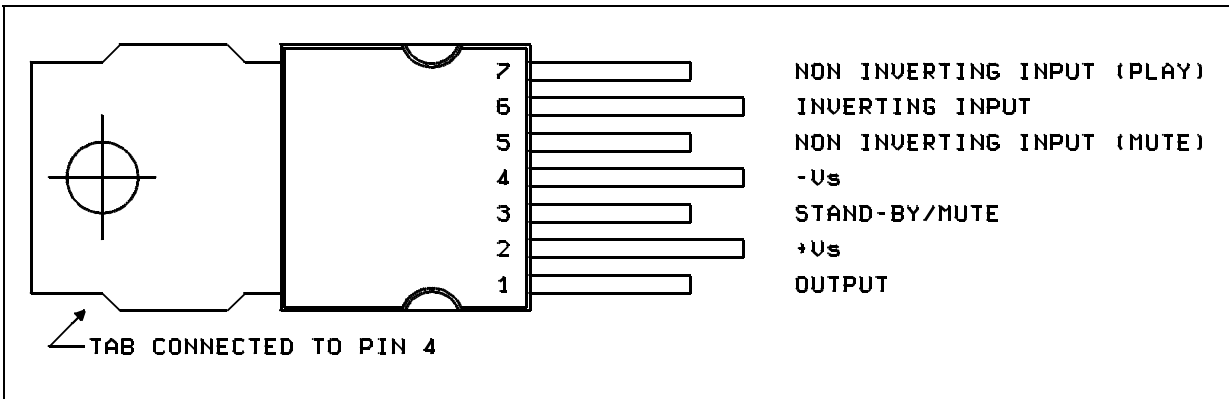 7 NON INVERTING INPUT (PLAY)
6 INVERTING INPUT
5 NON INVERTING INPUT (MUTE)
4 -Vs
3 STAND-BY/MUTE
2 +Vs
1 OUTPUT
TAB CONNECTED TO PIN 4